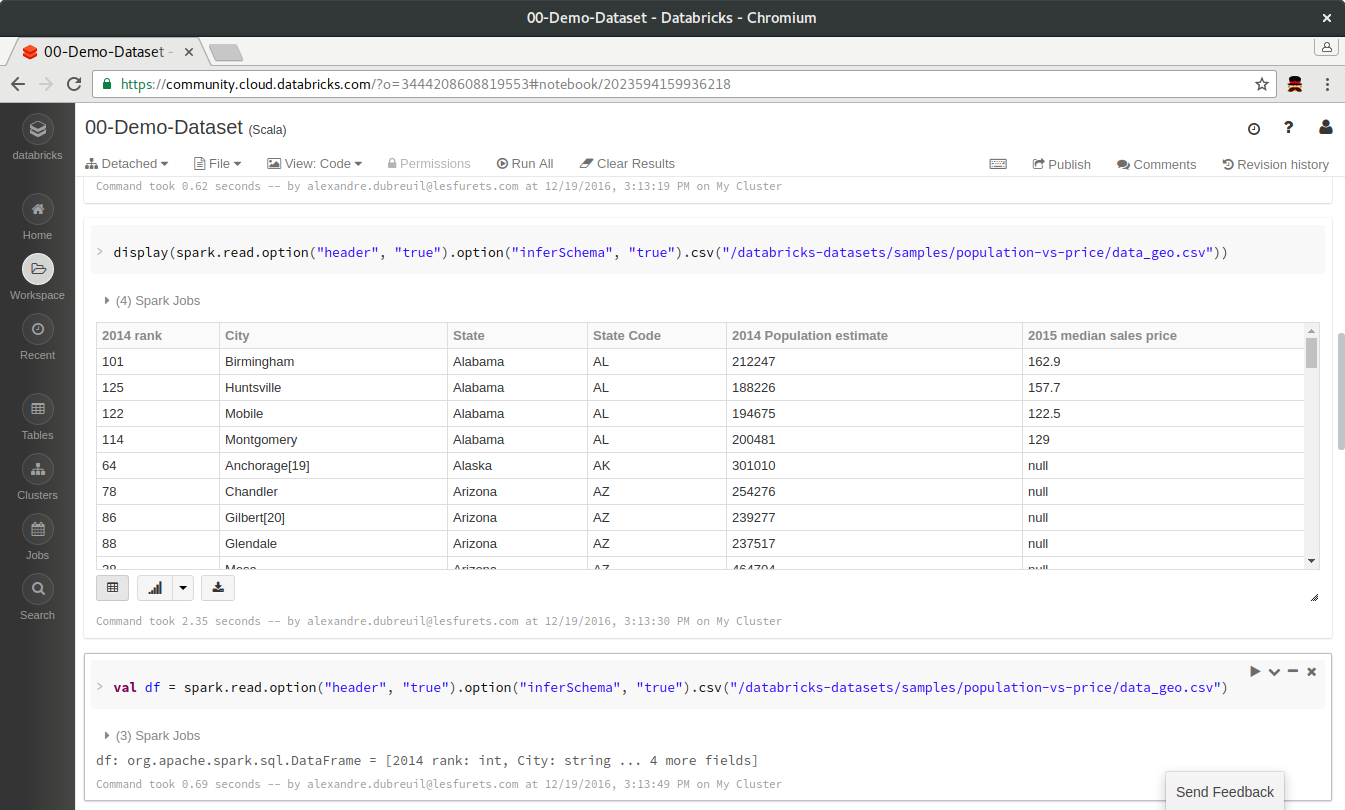 00-Demo-Dataset - Databricks - Chromium
00-Demo-Dataset -
https://community.cloud.databricks.com/?o=3444208608819553#notebook/2023594159936218
databricks
Home
Workspace
Recent
Tables
Clusters
Jobs
Search
00-Demo-Dataset (Scala)
Detached File View: Code Permissions Run All Clear Results Publish Comments Revision history
Command took 0.62 seconds -- by alexandre.dubreuil@lesfurets.com at 12/19/2016, 3:13:19 PM on My Cluster
> display(spark.read.option("header", "true").option("inferSchema", "true").csv("/databricks-datasets/samples/population-vs-price/data_geo.csv"))
(4) Spark Jobs
2014 rank City State State Code 2014 Population estimate 2015 median sales price
101 Birmingham Alabama AL 212247 162.9
125 Huntsville Alabama AL 188226 157.7
122 Mobile Alabama AL 194675 122.5
114 Montgomery Alabama AL 200481 129
64 Anchorage[19] Alaska AK 301010 null
78 Chandler Arizona AZ 254276 null
86 Gilbert[20] Arizona AZ 239277 null
88 Glendale Arizona AZ 237517 null
38 Mesa Arizona AZ 464704 null
Command took 2.35 seconds -- by alexandre.dubreuil@lesfurets.com at 12/19/2016, 3:13:30 PM on My Cluster
> val df = spark.read.option("header", "true").option("inferSchema", "true").csv("/databricks-datasets/samples/population-vs-price/data_geo.csv")
(3) Spark Jobs
df: org.apache.spark.sql.DataFrame = [2014 rank: int, City: string ... 4 more fields]
Command took 0.69 seconds -- by alexandre.dubreuil@lesfurets.com at 12/19/2016, 3:13:49 PM on My Cluster
Send Feedback